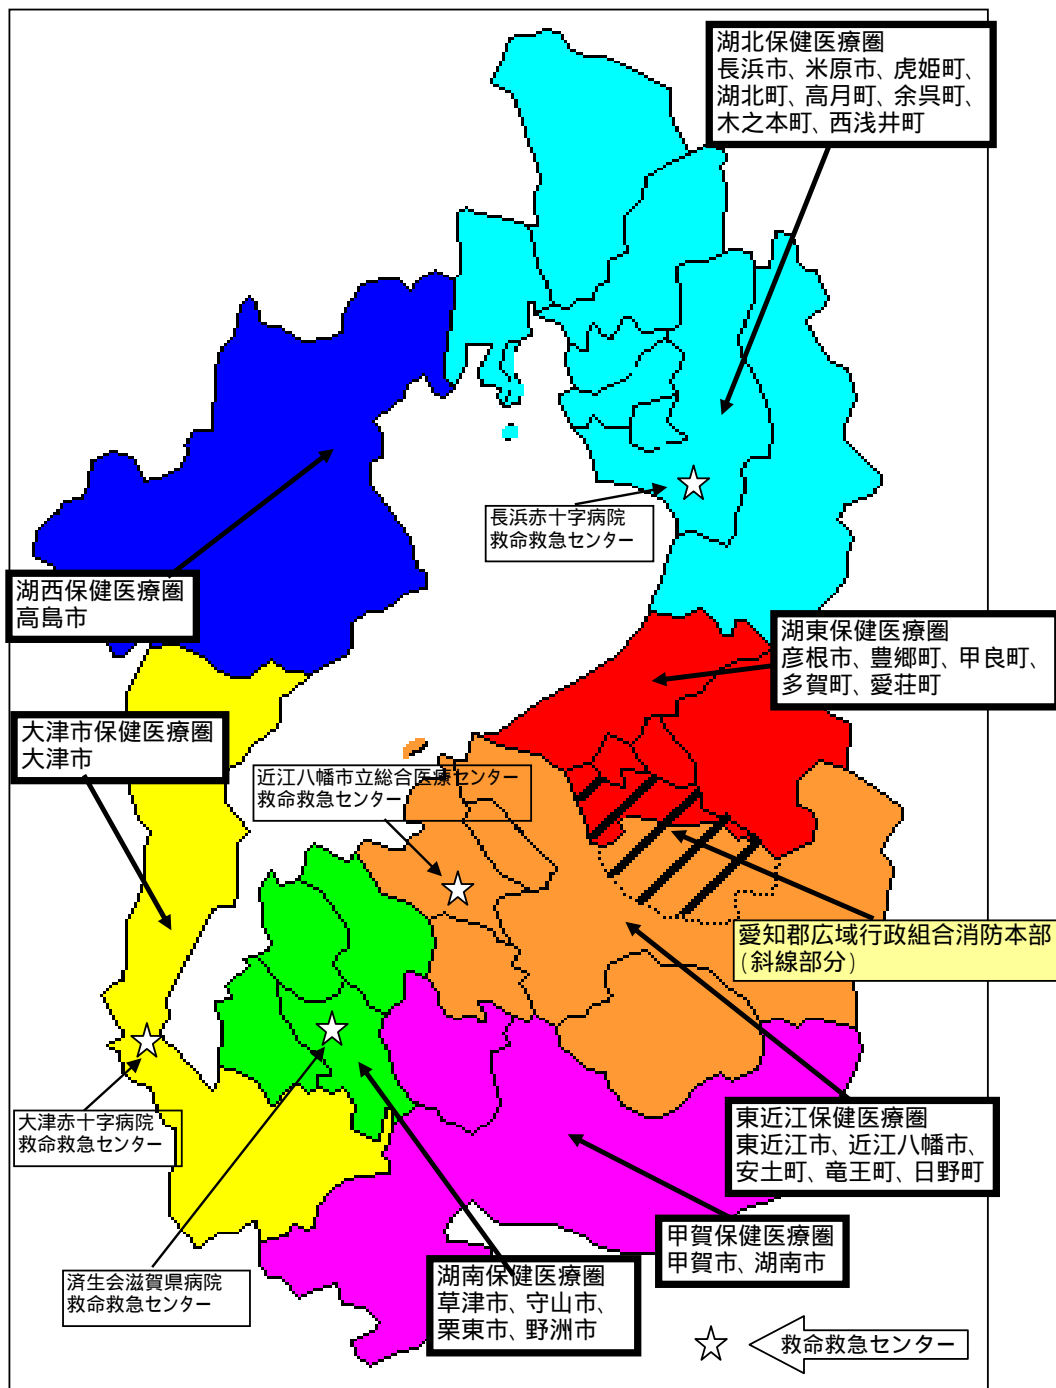 湖北保健医療圏
長浜市、米原市、虎姫町、
湖北町、高月町、余呉町、
木之本町、西浅井町
長浜赤十字病院
救命救急センター
湖西保健医療圏
高島市
湖東保健医療圏
彦根市、豊郷町、甲良町、
多賀町、愛荘町
大津市保健医療圏
大津市
近江八幡市立総合医療センター
救命救急センター
愛知郡広域行政組合消防本部
(斜線部分)
大津赤十字病院
救命救急センター
東近江保健医療圏
東近江市、近江八幡市、
安土町、竜王町、日野町
甲賀保健医療圏
甲賀市、湖南市
済生会滋賀県病院
救命救急センター
湖南保健医療圏
草津市、守山市、
栗東市、野洲市
救命救急センター